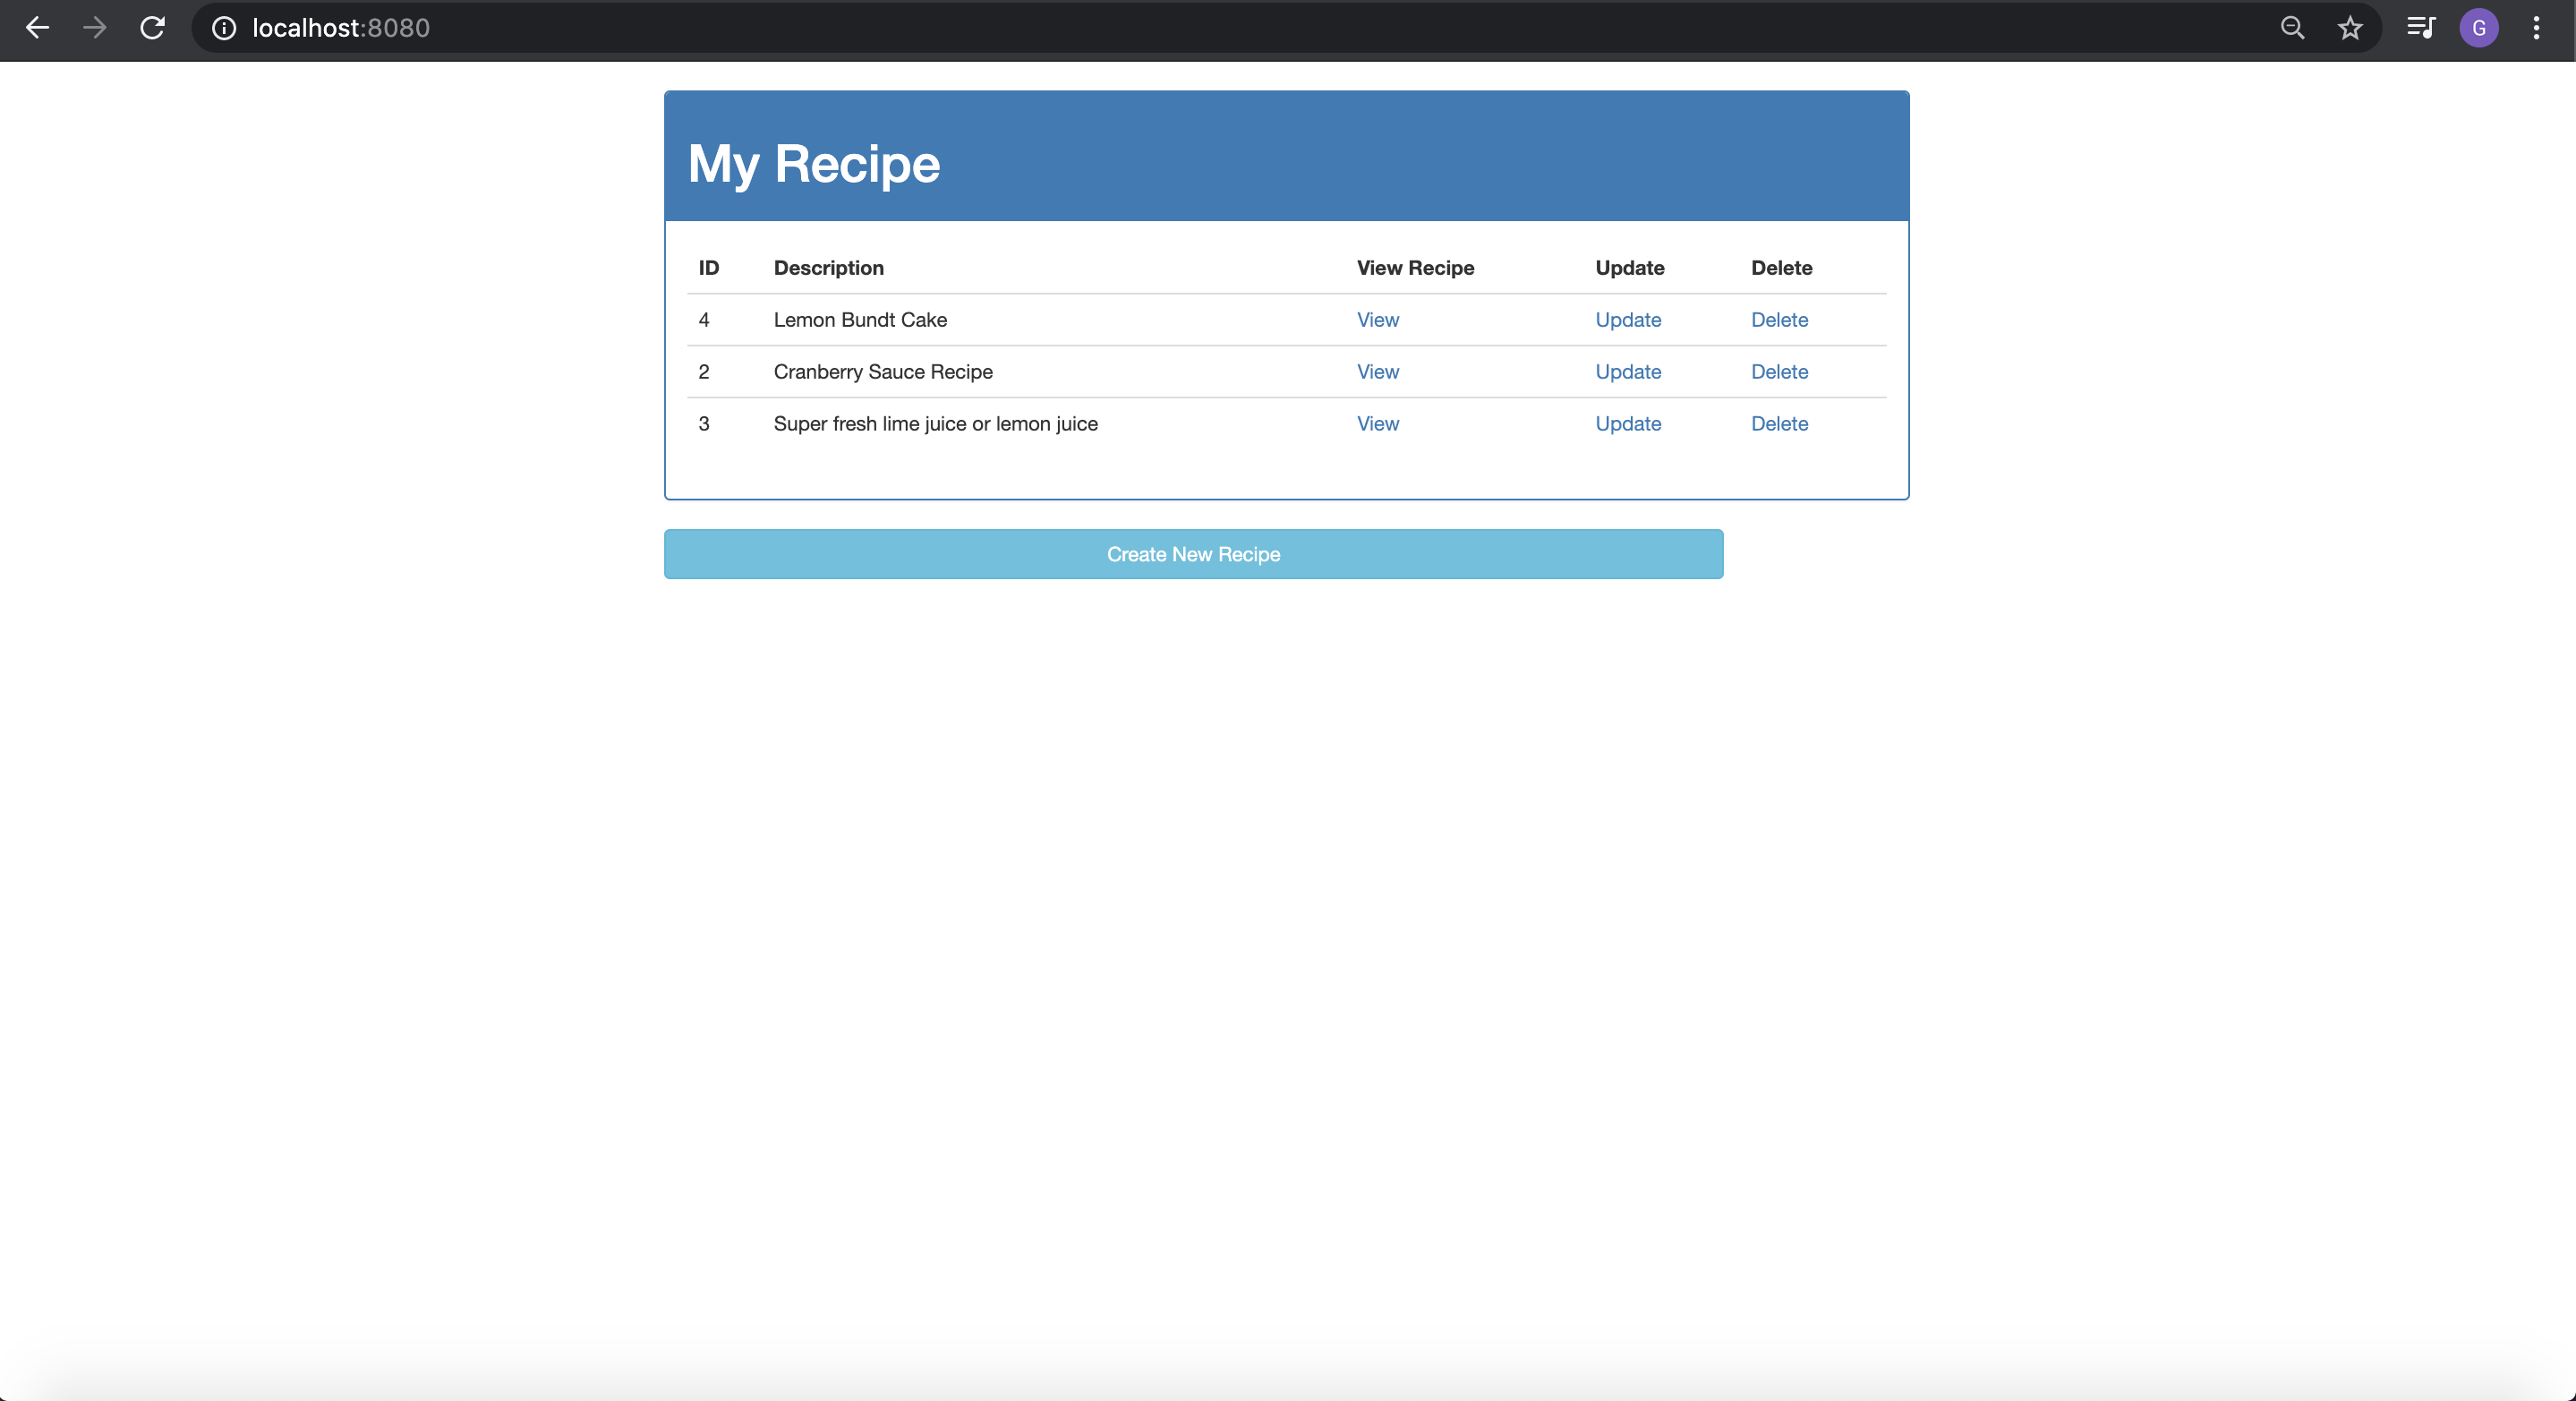 localhost:8080
G
My Recipe
ID Description View Recipe Update Delete
4 Lemon Bundt Cake View Update Delete
2 Cranberry Sauce Recipe View Update Delete
3 Super fresh lime juice or lemon juice View Update Delete
Create New Recipe